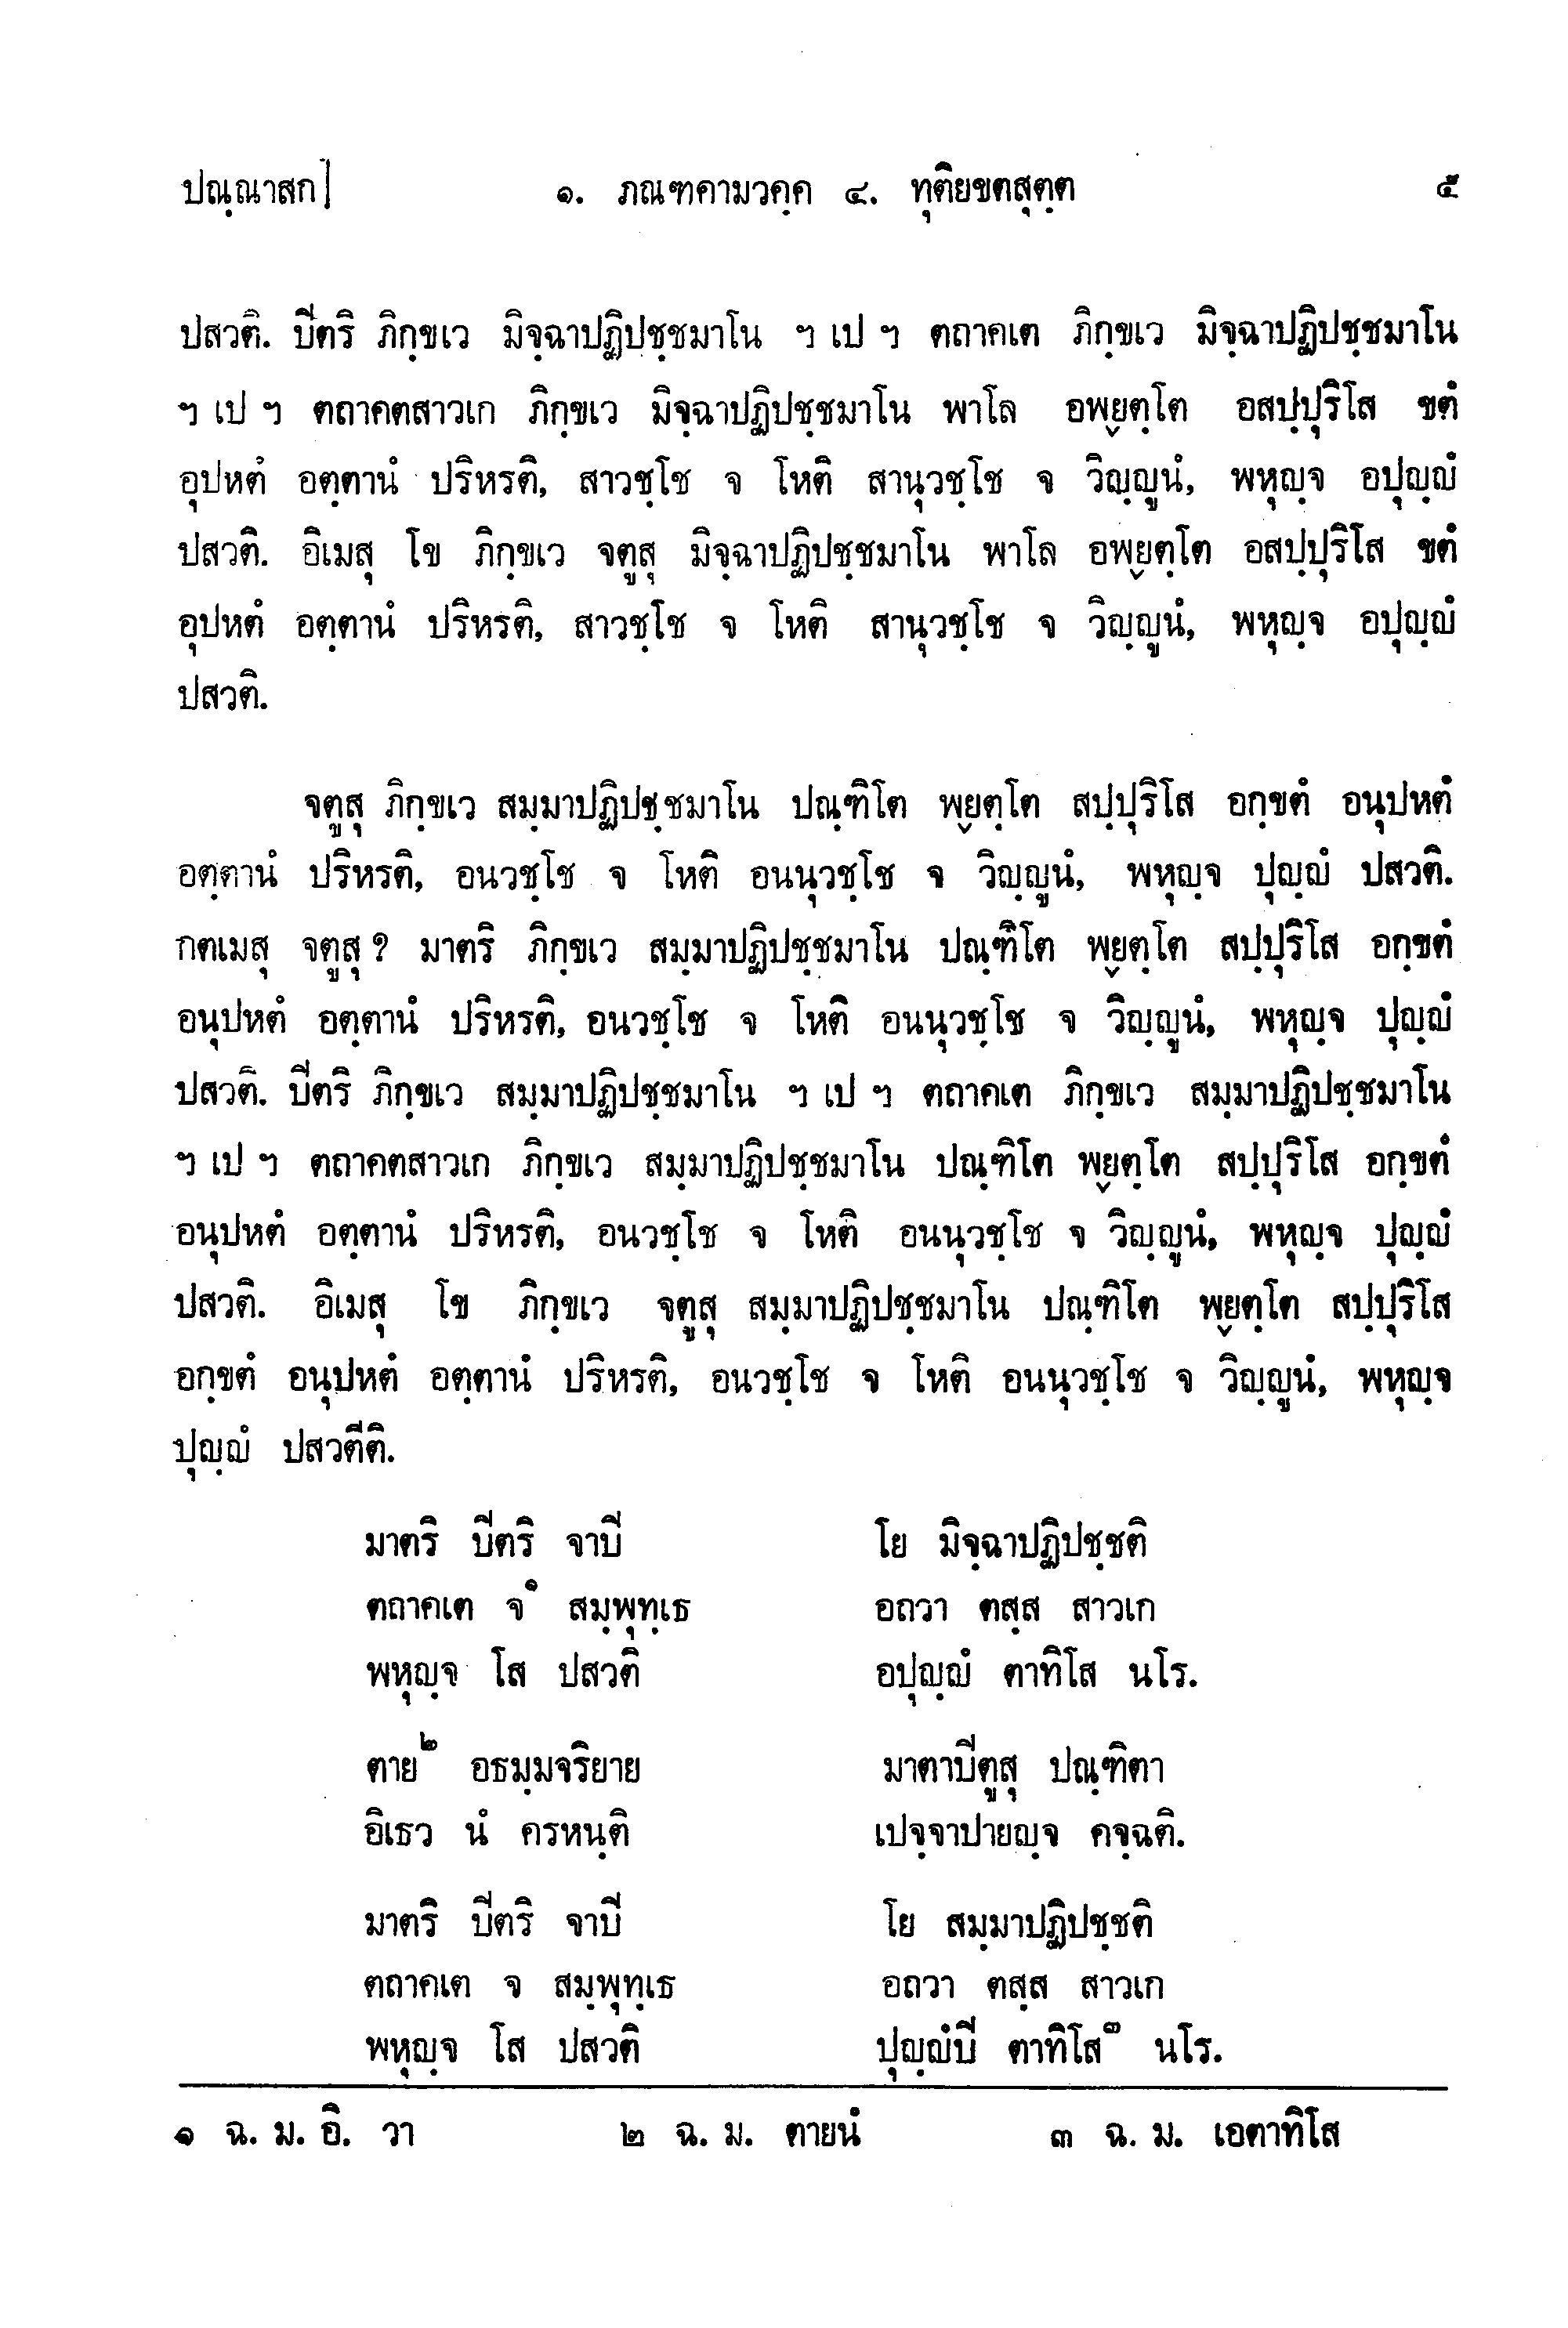 ปณฺณาสก] ๑. ภณฺฑคามวคฺค ๔. ทุติยขตสุตฺต ๕
ปสวติ. ปีตริ ภิกฺขเว มิจฺฉาปฏิปชฺชมาโน ฯ เป ฯ ตถาคเต ภิกฺขเว มิจฺฉาปฏิปชฺชมาโน
ฯ เป ฯ ตถาคตสาวเก ภิกฺขเว มิจฺฉาปฏิปชฺชมาโน พาโล อพฺยตฺโต อสปฺปุริโส ขตํ
อุปหตํ อตฺตานํ ปริหรติ, สาวชฺโช จ โหติ สานุวชฺโช จ วิญฺญูนํ, พหุญฺจ อปุญฺญํ
ปสวติ. อิเมสุ โข ภิกฺขเว จตูสุ มิจฺฉาปฏิปชฺชมาโน พาโล อพฺยตฺโต อสปฺปุริโส ขตํ
อุปหตํ อตฺตานํ ปริหรติ, สาวชฺโช จ โหติ สานุวชฺโช จ วิญฺญูนํ, พหุญฺจ อปุญฺญํ
ปสวติ.
จตูสุ ภิกฺขเว สมฺมาปฏิปชฺชมาโน ปณฺฑิโต พฺยตฺโต สปฺปุริโส อกฺขตํ อนุปหตํ
อตฺตานํ ปริหรติ, อนวชฺโช จ โหติ อนนุวชฺโช จ วิญฺญูนํ, พหุญฺจ ปุญฺญํ ปสวติ.
กตเมสุ จตูสุ? มาตริ ภิกฺขเว สมฺมาปฏิปชฺชมาโน ปณฺฑิโต พฺยตฺโต สปฺปุริโส อกฺขตํ
อนุปหตํ อตฺตานํ ปริหรติ, อนวชฺโช จ โหติ อนนุวชฺโช จ วิญฺญูนํ, พหุญฺจ ปุญฺญํ
ปสวติ. ปีตริ ภิกฺขเว สมฺมาปฏิปชฺชมาโน ฯ เป ฯ ตถาคเต ภิกฺขเว สมฺมาปฏิปชฺชมาโน
ฯ เป ฯ ตถาคตสาวเก ภิกฺขเว สมฺมาปฏิปชฺชมาโน ปณฺฑิโต พฺยตฺโต สปฺปุริโส อกฺขตํ
อนุปหตํ อตฺตานํ ปริหรติ, อนวชฺโช จ โหติ อนนุวชฺโช จ วิญฺญูนํ, พหุญฺจ ปุญฺญํ
ปสวติ. อิเมสุ โข ภิกฺขเว จตูสุ สมฺมาปฏิปชฺชมาโน ปณฺฑิโต พฺยตฺโต สปฺปุริโส
อกฺขตํ อนุปหตํ อตฺตานํ ปริหรติ, อนวชฺโช จ โหติ อนนุวชฺโช จ วิญฺญูนํ, พหุญฺจ
ปุญฺญํ ปสวตีติ.
มาตริ ปีตริ จาปี โย มิจฺฉาปฏิปชฺชติ
ตถาคเต จ๑ สมฺพุทฺเธ อถวา ตสฺส สาวเก
พหุญฺจ โส ปสวติ อปุญฺญํ ตาทิโส นโร.
ตาย๒ อธมฺมจริยาย มาตาปีตูสุ ปณฺฑิตา
อิเธว นํ ครหนฺติ เปจฺจาปายญฺจ คจฺฉติ.
มาตริ ปีตริ จาปี โย สมฺมาปฏิปชฺชติ
ตถาคเต จ สมฺพุทฺเธ อถวา ตสฺส สาวเก
พหุญฺจ โส ปสวติ ปุญฺญํปี ตาทิโส๓ นโร.
๑ ฉ. ม. อิ. วา ๒ ฉ. ม. ตายนํ ๓ ฉ. ม. เอตาทิโส